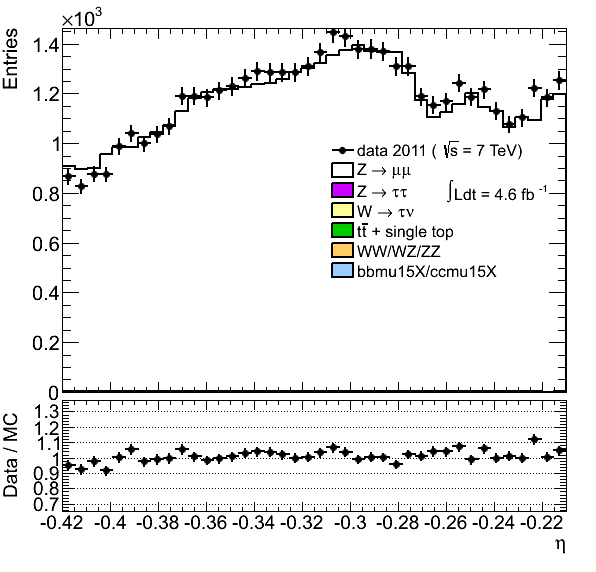 ×10³
Entries
1.4
1.2
1
0.8
0.6
0.4
0.2
0
data 2011 ( √s = 7 TeV)
Z → μμ
Z → ττ
∫Ldt = 4.6 fb⁻¹
W → τν
tt̄ + single top
WW/WZ/ZZ
bbmu15X/ccmu15X
Data / MC
1.3
1.2
1.1
1
0.9
0.8
0.7
-0.42 -0.4 -0.38 -0.36 -0.34 -0.32 -0.3 -0.28 -0.26 -0.24 -0.22
η